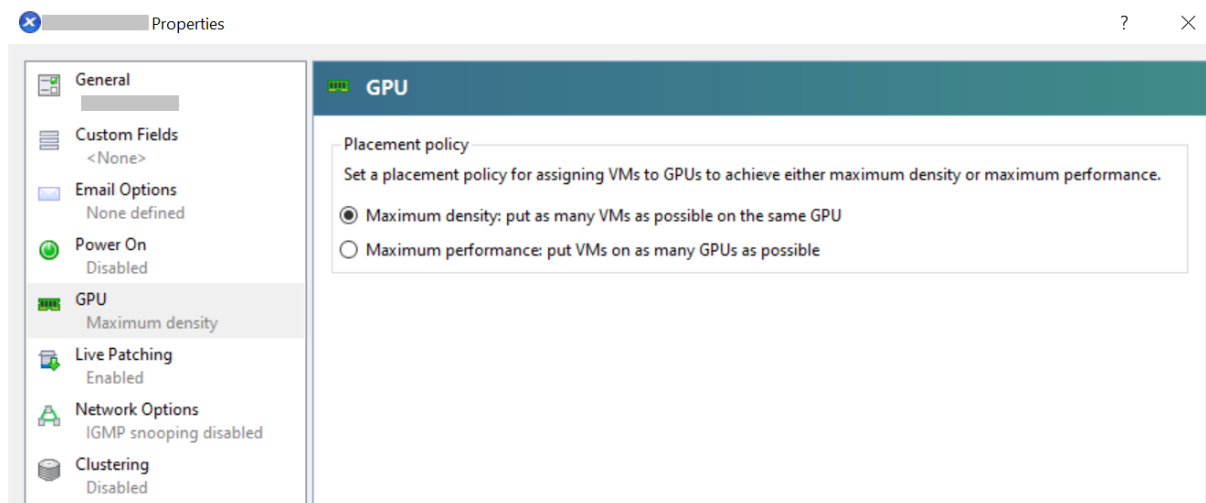 Properties
?
General
Custom Fields
<None>
Email Options
None defined
Power On
Disabled
GPU
Maximum density
Live Patching
Enabled
Network Options
IGMP snooping disabled
Clustering
Disabled
GPU
Placement policy
Set a placement policy for assigning VMs to GPUs to achieve either maximum density or maximum performance.
Maximum density: put as many VMs as possible on the same GPU
Maximum performance: put VMs on as many GPUs as possible